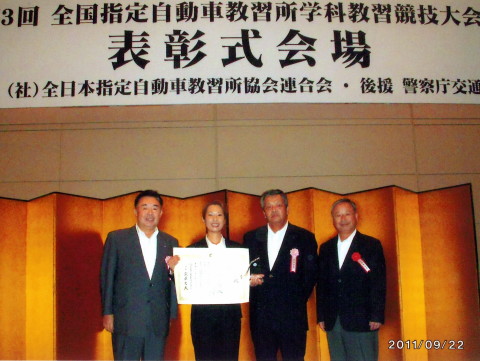 3回 全国指定自動車教習所学科教習競技大会
表彰式会場
(社)全日本指定自動車教習所協会連合会・後援 警察庁交通
2011/09/22